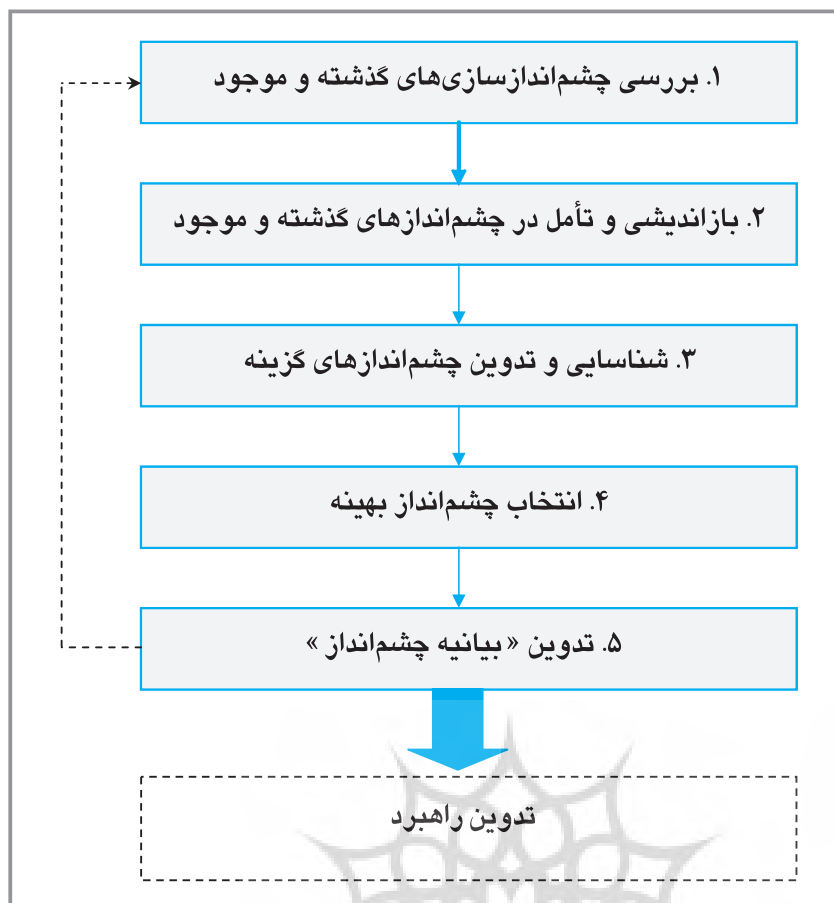 ۱. بررسی چشم‌اندازسازی‌های گذشته و موجود
۲. بازاندیشی و تأمل در چشم‌اندازهای گذشته و موجود
۳. شناسایی و تدوین چشم‌اندازهای گزینه
۴. انتخاب چشم‌انداز بهینه
۵. تدوین «بیانیه چشم‌انداز»
تدوین راهبرد